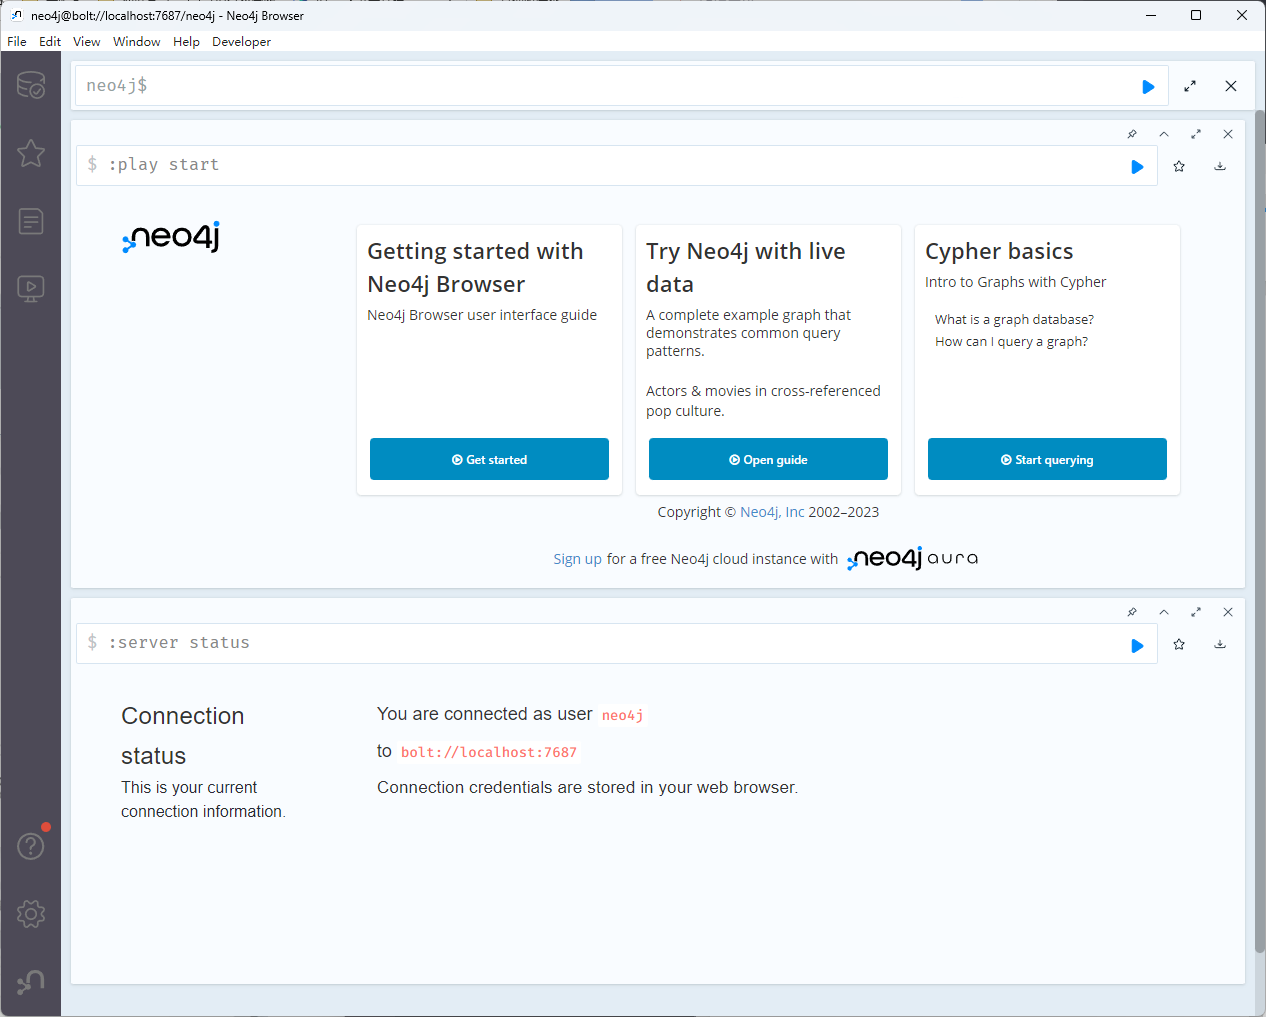 neo4j@bolt://localhost:7687/neo4j - Neo4j Browser
File Edit View Window Help Developer
neo4j$
$ :play start
neo4j
Getting started with
Neo4j Browser
Neo4j Browser user interface guide
Get started
Try Neo4j with live
data
A complete example graph that
demonstrates common query
patterns.
Actors & movies in cross-referenced
pop culture.
Open guide
Cypher basics
Intro to Graphs with Cypher
What is a graph database?
How can I query a graph?
Start querying
Copyright © Neo4j, Inc 2002–2023
Sign up for a free Neo4j cloud instance with neo4j aura
$ :server status
Connection
status
This is your current
connection information.
You are connected as user neo4j
to bolt://localhost:7687
Connection credentials are stored in your web browser.